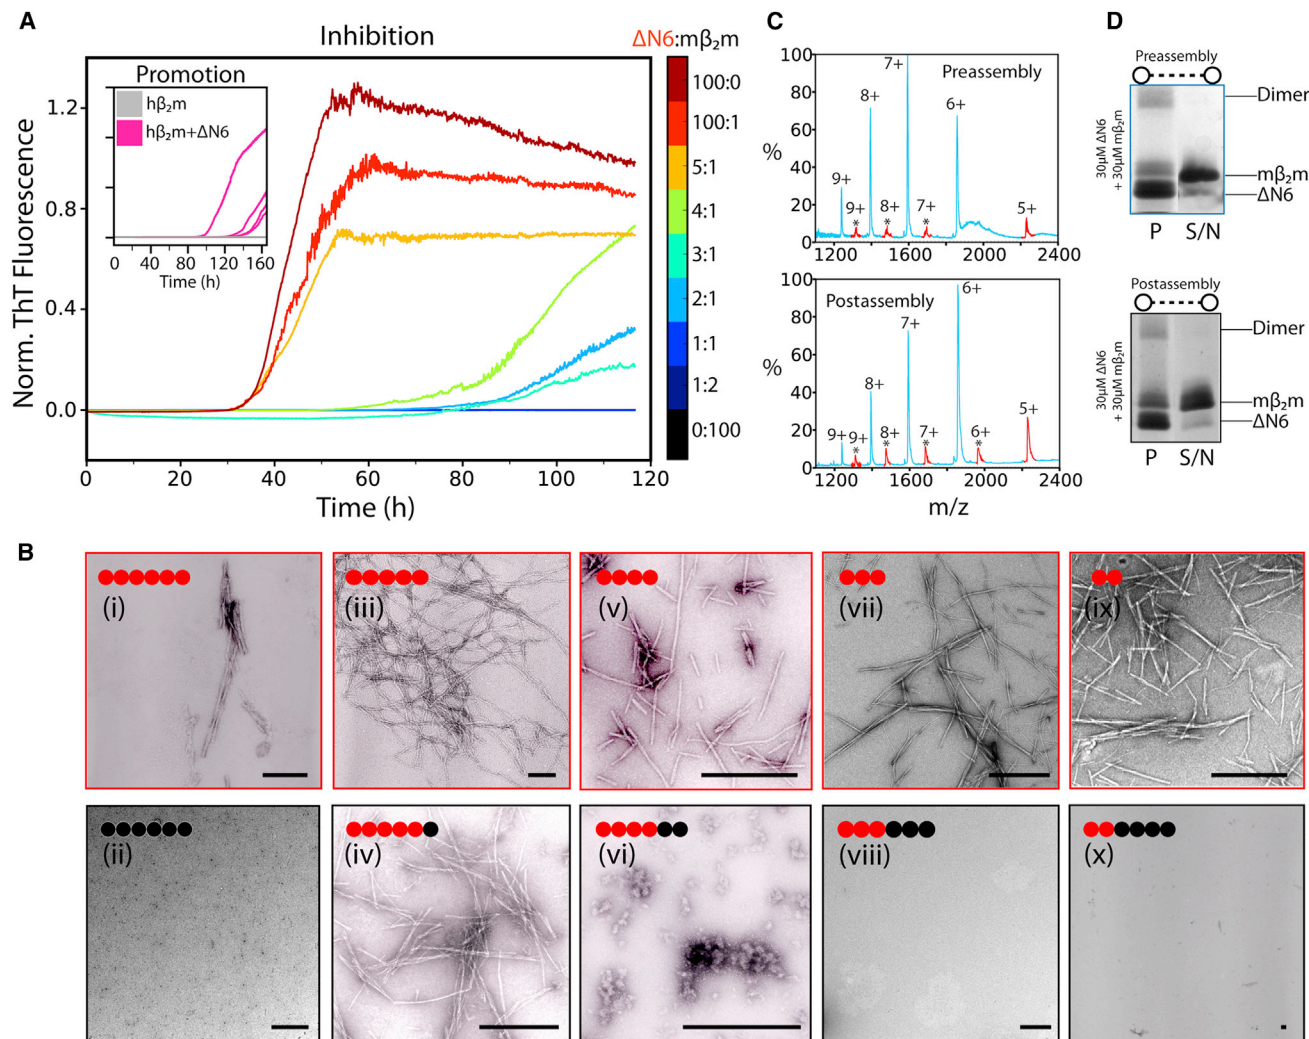 A
Inhibition
ΔN6:mβ₂m
Promotion
hβ₂m
hβ₂m+ΔN6
0 40 80 120 160
Time (h)
Norm. ThT Fluorescence
1.2
0.8
0.4
0.0
0 20 40 60 80 100 120
Time (h)
100:0
100:1
5:1
4:1
3:1
2:1
1:1
1:2
0:100
C
Preassembly
%
100
80
60
40
20
0
9+ 9+ * 8+ 8+ * 7+ 7+ * 6+ 5+
1200 1600 2000 2400
Postassembly
%
100
80
60
40
20
0
9+ 9+ * 8+ 8+ * 7+ 7+ * 6+ 6+ * 5+
1200 1600 2000 2400
m/z
D
Preassembly
30μM ΔN6
+ 30μM mβ₂m
Dimer
mβ₂m
ΔN6
P S/N
Postassembly
30μM ΔN6
+ 30μM mβ₂m
Dimer
mβ₂m
ΔN6
P S/N
B
(i)
(iii)
(v)
(vii)
(ix)
(ii)
(iv)
(vi)
(viii)
(x)